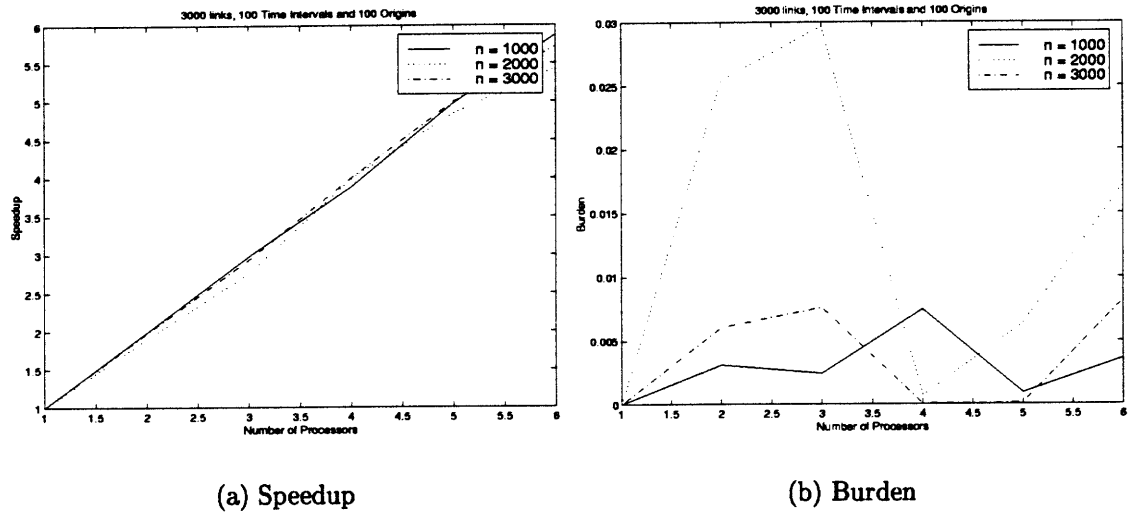 3000 links, 100 Time Intervals and 100 Origins
6
5.5
5
4.5
4
3.5
3
2.5
2
1.5
1
Speedup
n = 1000
n = 2000
n = 3000
1 1.5 2 2.5 3 3.5 4 4.5 5 5.5 6
Number of Processors
(a) Speedup
3000 links, 100 Time Intervals and 100 Origins
0.03
0.025
0.02
0.015
0.01
0.005
0
Burden
n = 1000
n = 2000
n = 3000
1 1.5 2 2.5 3 3.5 4 4.5 5 5.5 6
Number of Processors
(b) Burden